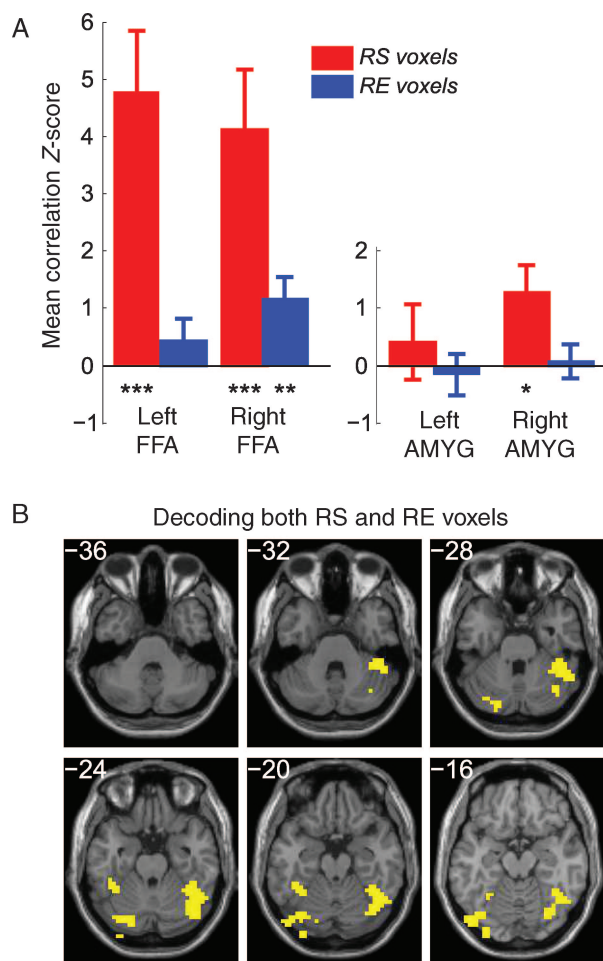 A
Mean correlation Z-score
6
5
4
3
2
1
0
−1
RS voxels
RE voxels
*** *** **
Left FFA
Right FFA
2
1
0
−1
*
Left AMYG
Right AMYG
B
Decoding both RS and RE voxels
−36
−32
−28
−24
−20
−16